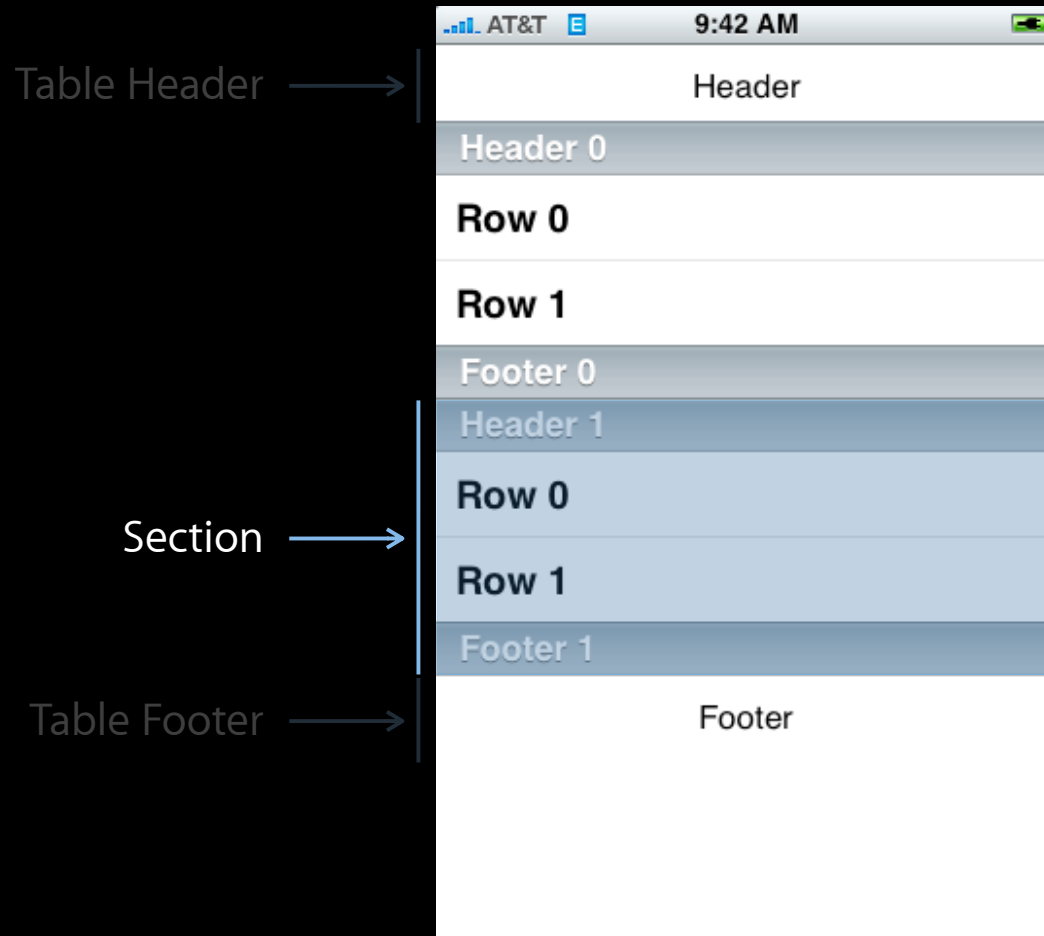 AT&T E 9:42 AM
Table Header
Header
Header 0
Row 0
Row 1
Footer 0
Header 1
Row 0
Section
Row 1
Footer 1
Table Footer
Footer